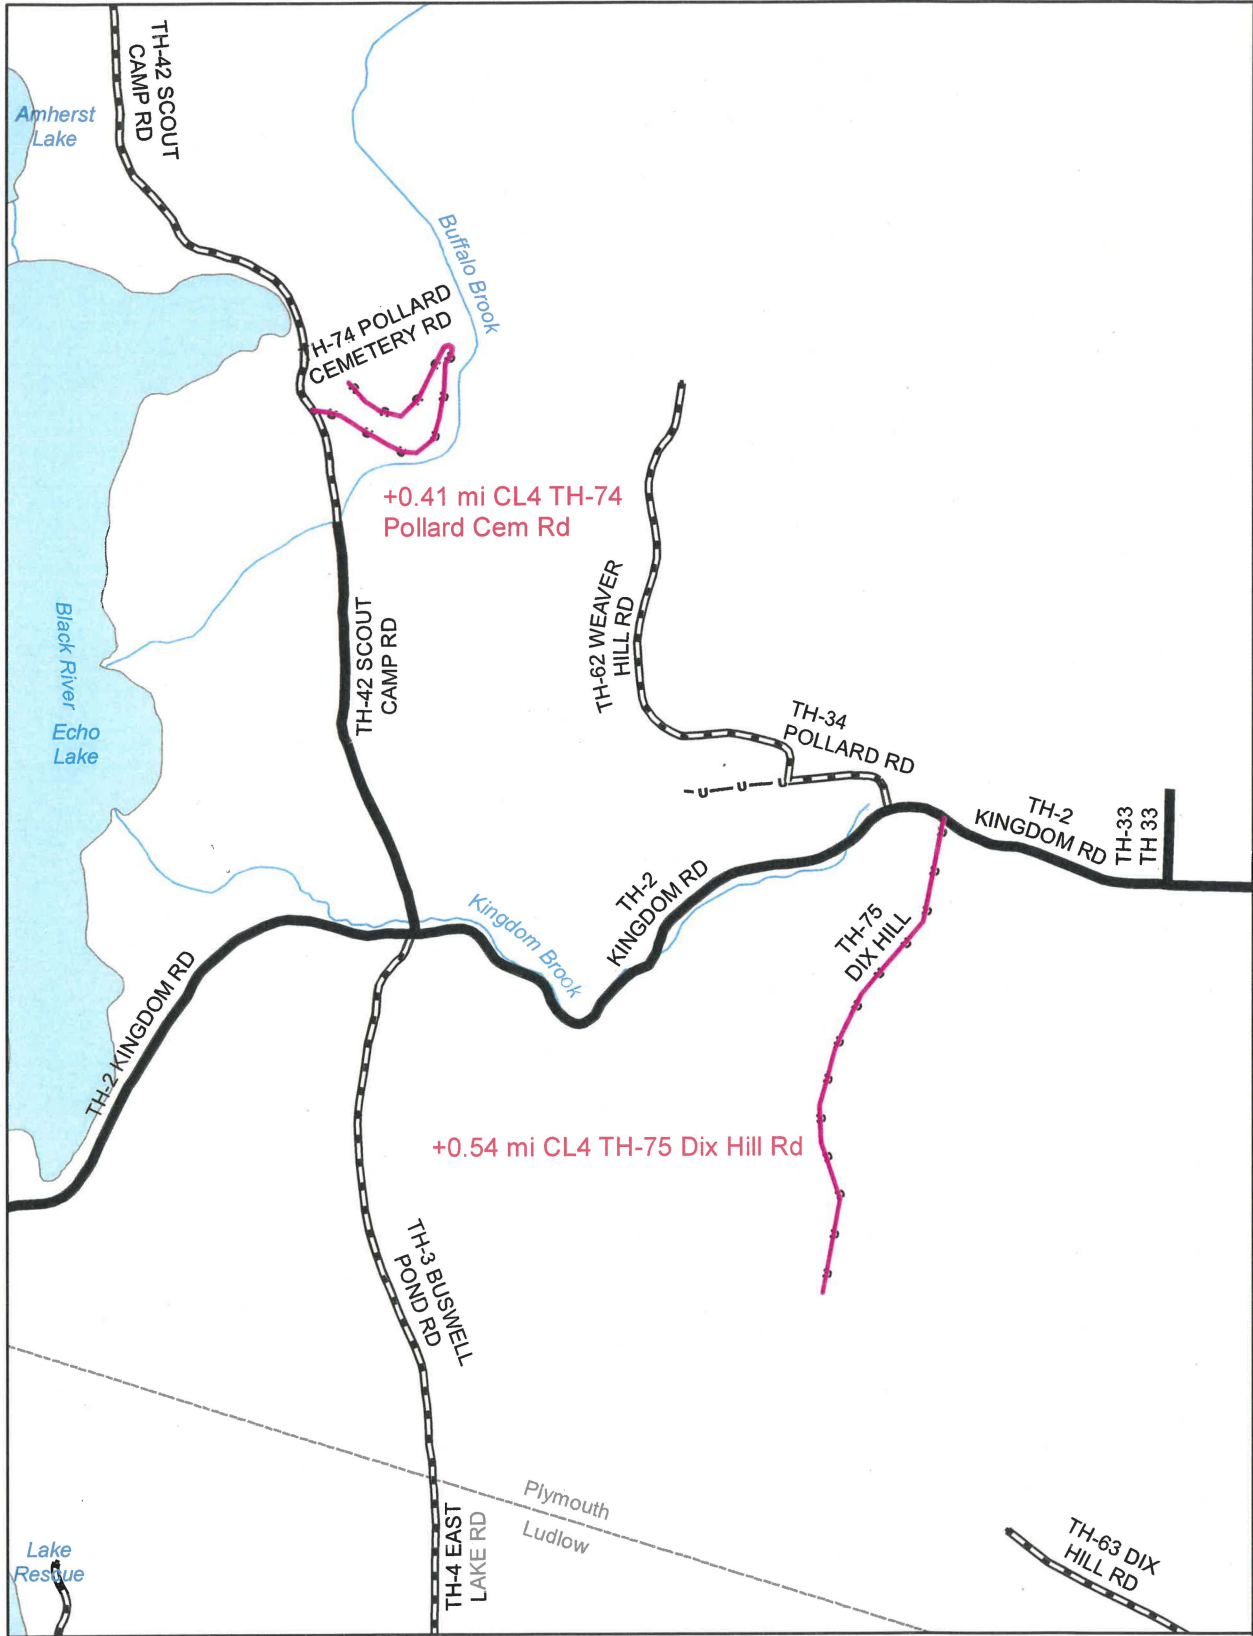 TH-42 SCOUT
CAMP RD
Amherst
Lake
Buffalo Brook
H-74 POLLARD
CEMETERY RD
+0.41 mi CL4 TH-74
Pollard Cem Rd
TH-62 WEAVER
HILL RD
Black River
TH-42 SCOUT
CAMP RD
Echo
Lake
TH-34
POLLARD RD
TH-2
KINGDOM RD
TH-33
TH 33
TH-2
KINGDOM RD
Kingdom Brook
TH-75
DIX HILL
TH-2 KINGDOM RD
+0.54 mi CL4 TH-75 Dix Hill Rd
TH-3 BUSWELL
POND RD
Plymouth
Ludlow
TH-4 EAST
LAKE RD
Lake
Rescue
TH-63 DIX
HILL RD